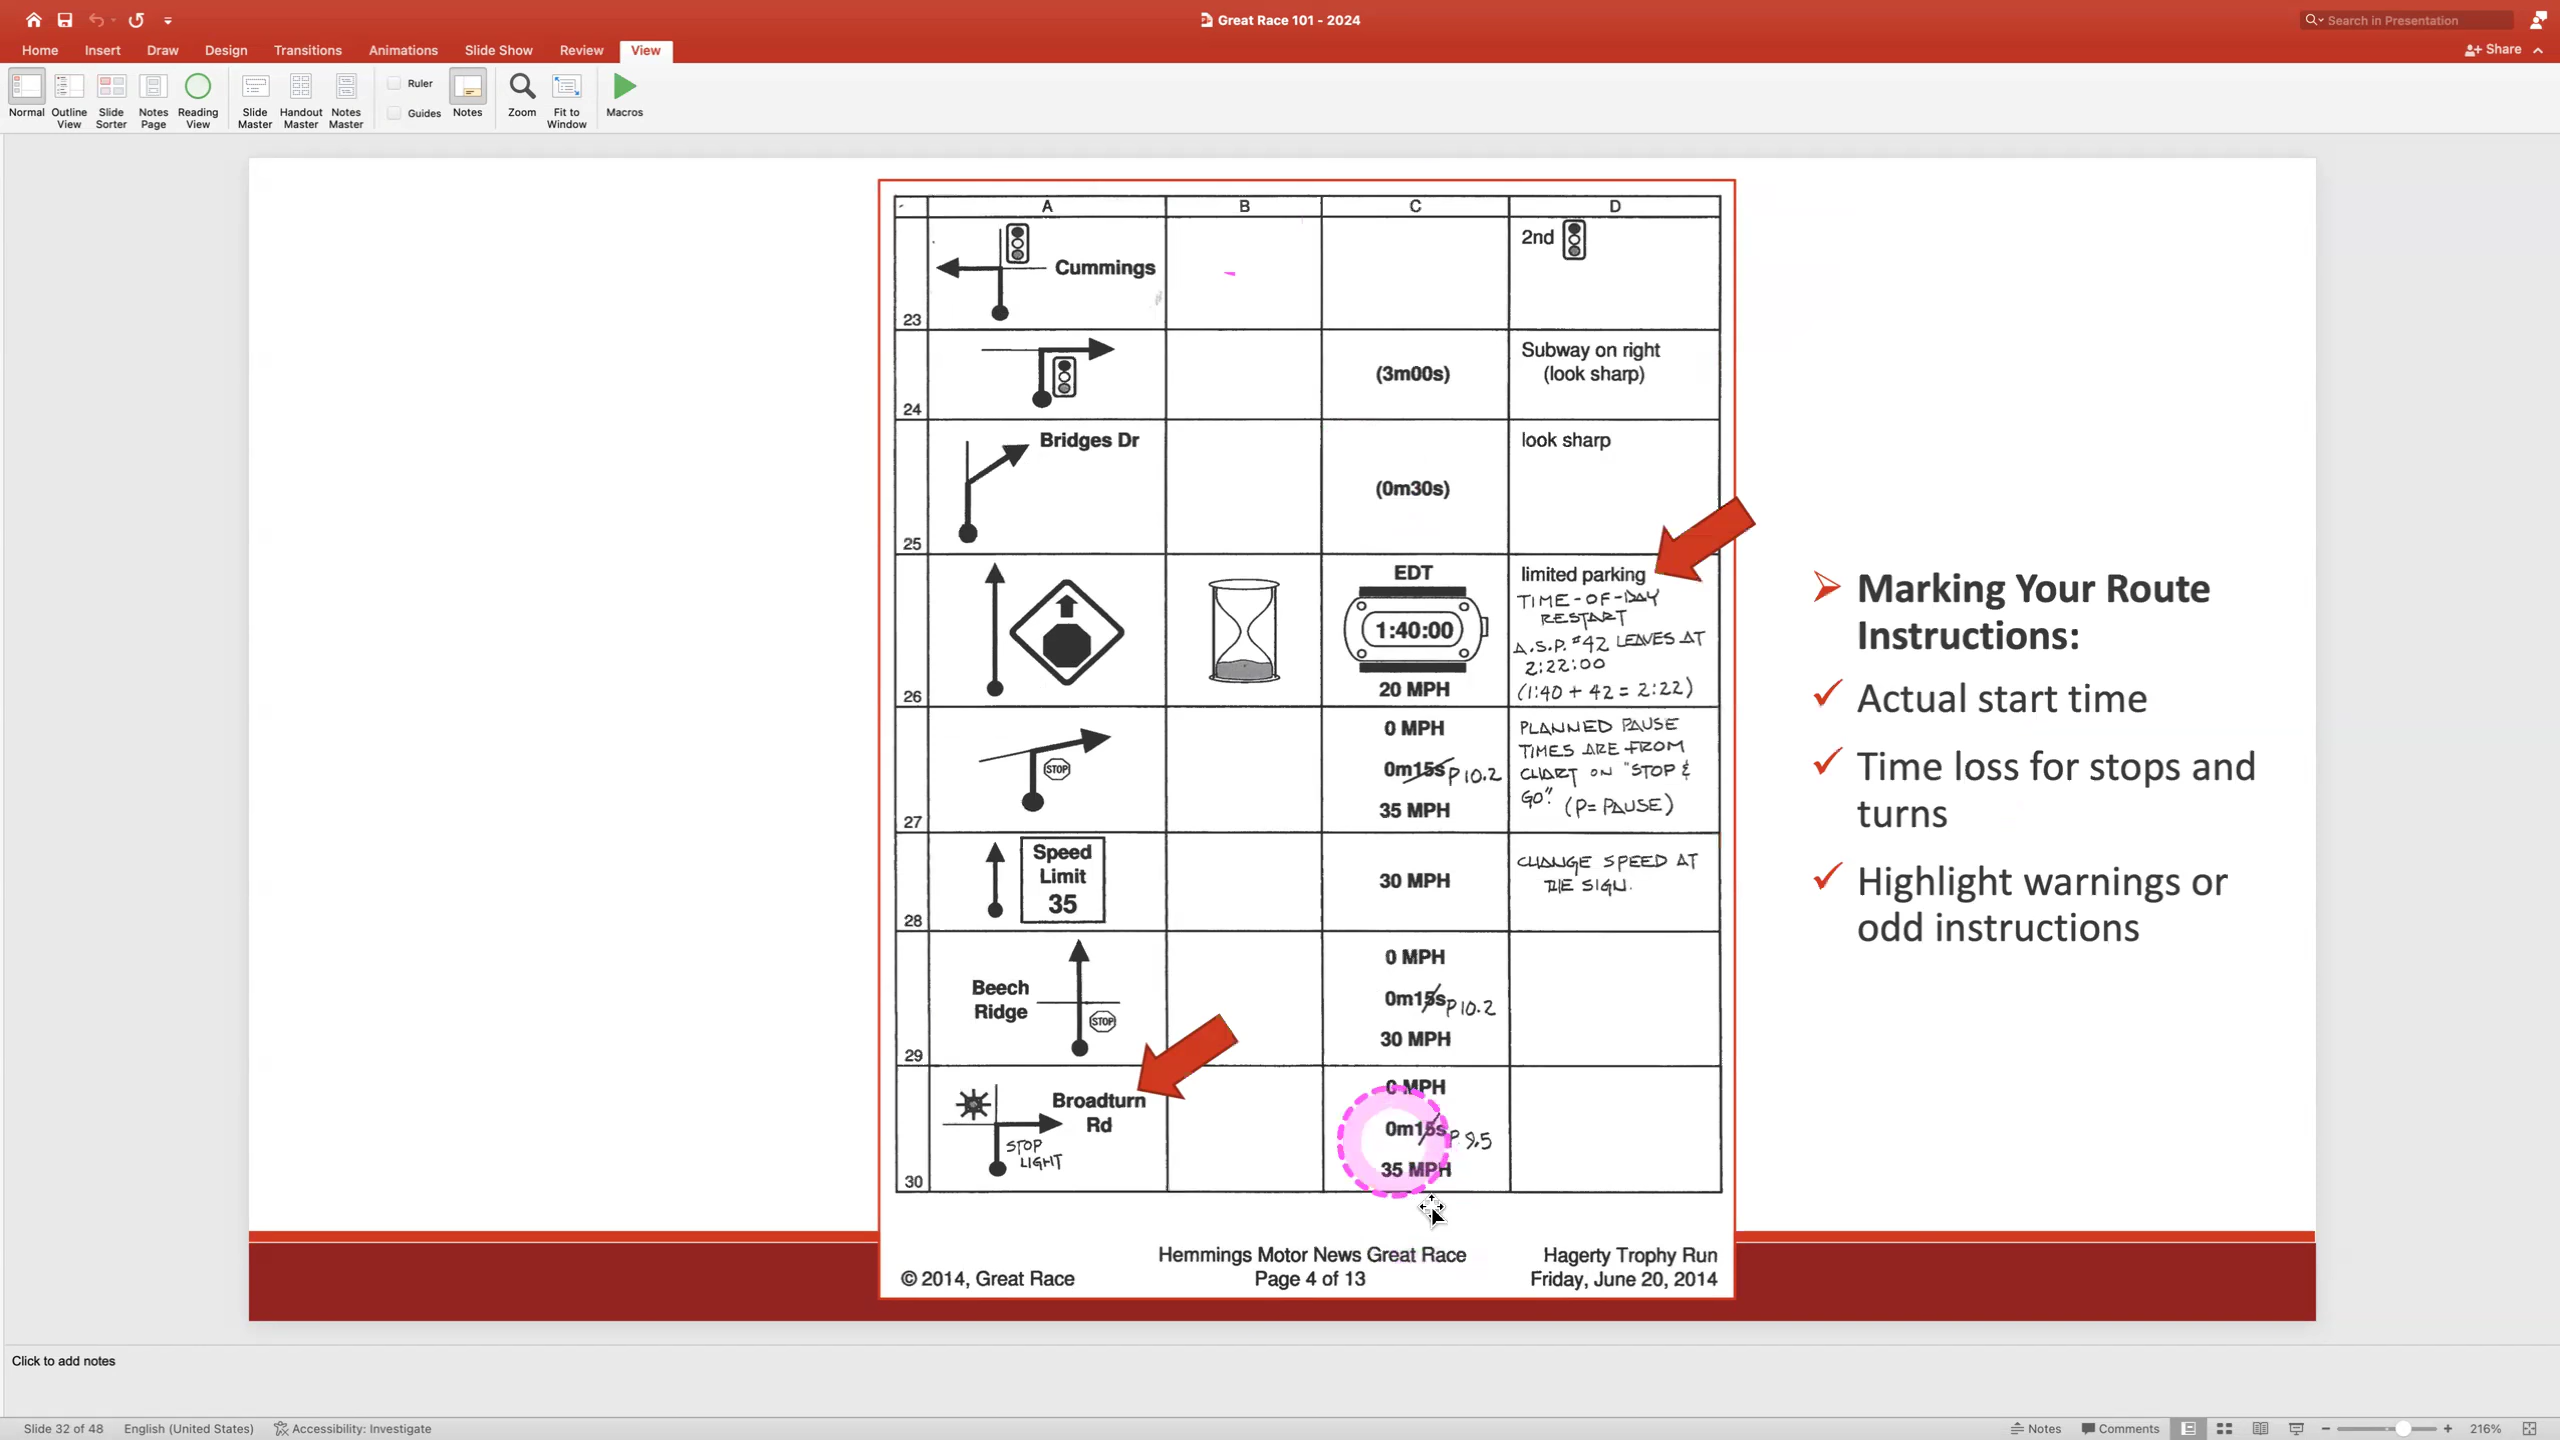 Great Race 101 - 2024
Search in Presentation
Home Insert Draw Design Transitions Animations Slide Show Review View
Share
Normal
Outline View
Slide Sorter
Notes Page
Reading View
Slide Master
Handout Master
Notes Master
Ruler
Guides
Notes
Zoom
Fit to Window
Macros
A B C D
23
Cummings
2nd
24
(3m00s)
Subway on right
(look sharp)
25
Bridges Dr
(0m30s)
look sharp
26
EDT
1:40:00
20 MPH
limited parking
TIME-OF-DAY
RESTART
A.S.P. #42 LEAVES AT
2:22:00
(1:40 + 42 = 2:22)
27
STOP
0 MPH
0m15s P 10.2
35 MPH
PLANNED PAUSE
TIMES ARE FROM
CHART ON "STOP &
GO". (P = PAUSE)
28
Speed
Limit
35
30 MPH
CHANGE SPEED AT
THE SIGN.
29
Beech
Ridge
STOP
0 MPH
0m15s P 10.2
30 MPH
30
Broadturn
Rd
STOP
LIGHT
0 MPH
0m15s P 8.5
35 MPH
© 2014, Great Race
Hemmings Motor News Great Race
Page 4 of 13
Hagerty Trophy Run
Friday, June 20, 2014
Marking Your Route
Instructions:
Actual start time
Time loss for stops and
turns
Highlight warnings or
odd instructions
Click to add notes
Slide 32 of 48 English (United States) Accessibility: Investigate
Notes Comments 216%